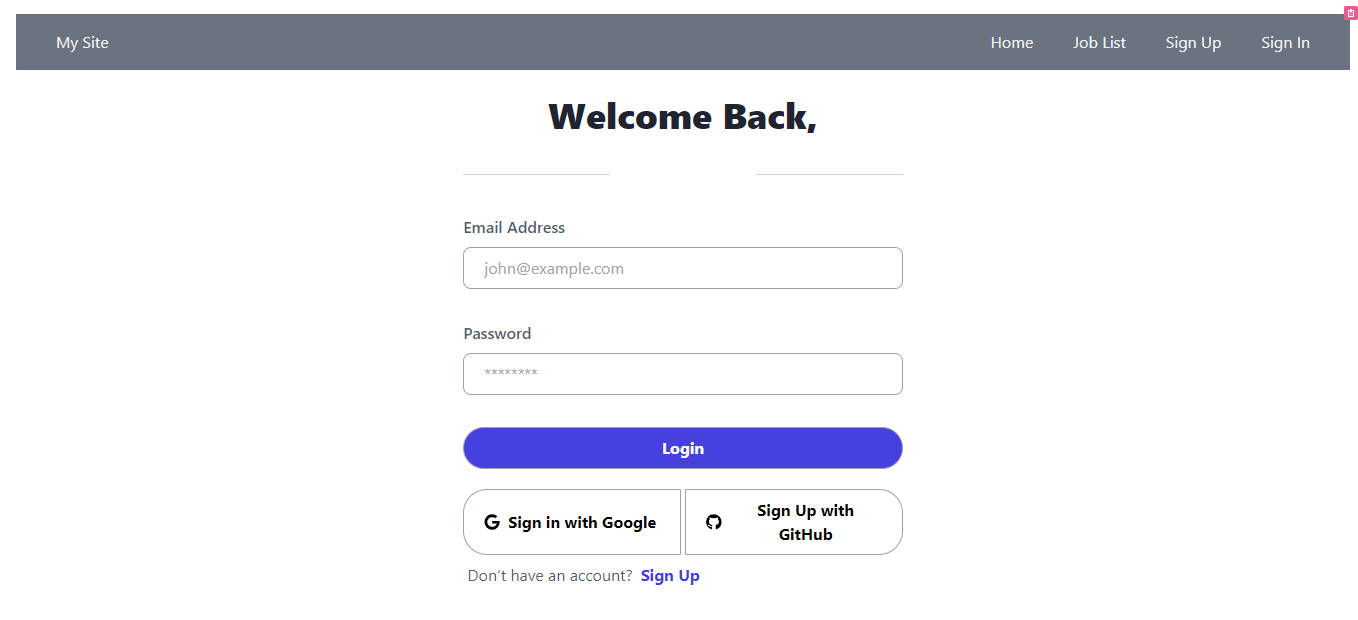 My Site Home Job List Sign Up Sign In
Welcome Back,
Email Address
john@example.com
Password
********
Login
Sign in with Google
Sign Up with
GitHub
Don't have an account? Sign Up